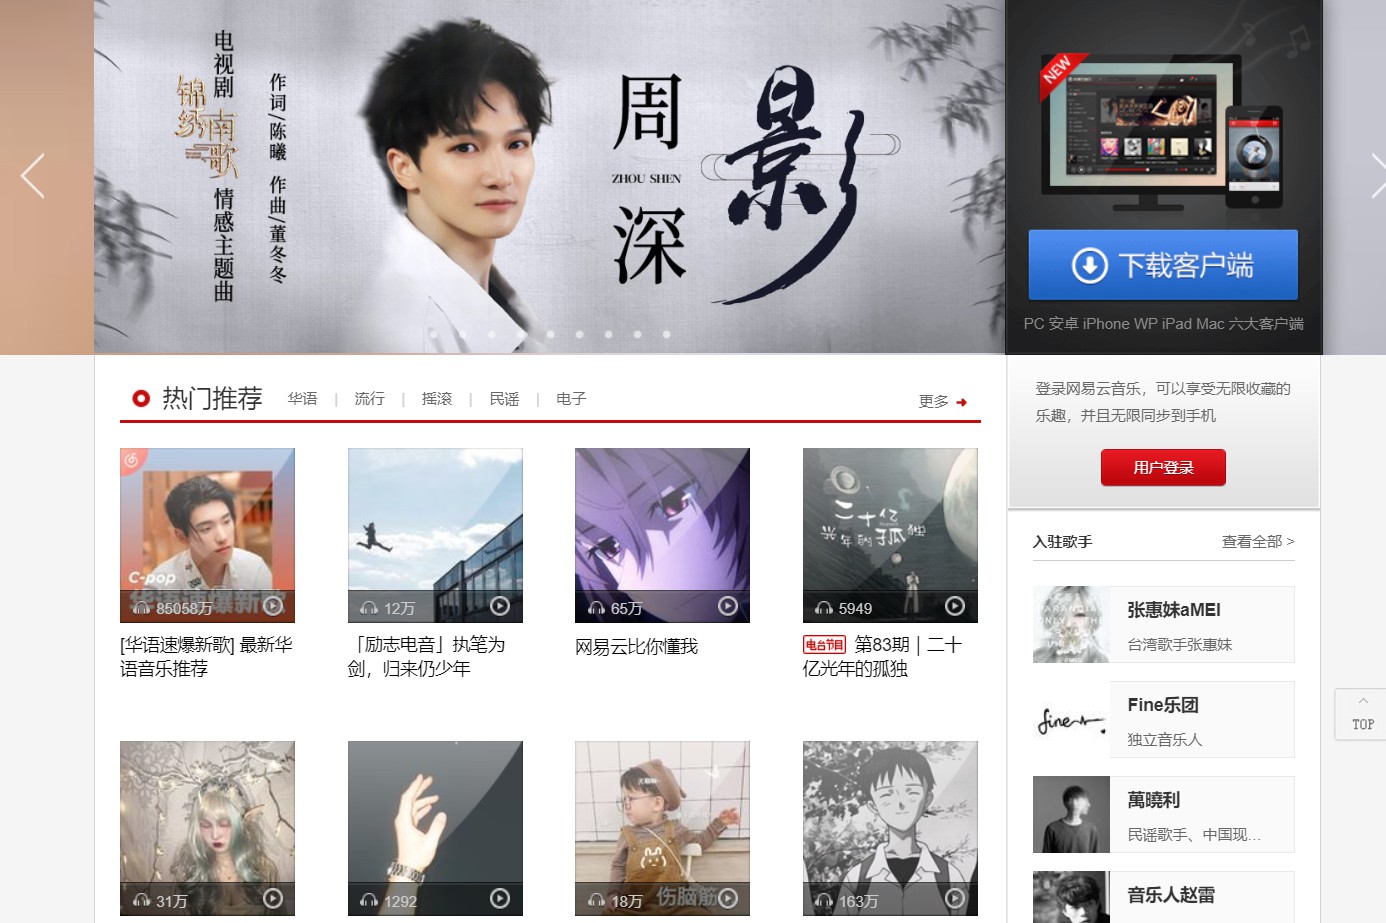 电视剧
锦绣南歌
情感主题曲
作词/陈曦 作曲/董冬冬
周深
ZHOU SHEN
影
NEW
下载客户端
PC 安卓 iPhone WP iPad Mac 六大客户端
热门推荐
华语 | 流行 | 摇滚 | 民谣 | 电子
更多
登录网易云音乐，可以享受无限收藏的
乐趣，并且无限同步到手机
用户登录
C-pop
华语速爆新歌
85058万
[华语速爆新歌] 最新华
语音乐推荐
12万
「励志电音」执笔为
剑，归来仍少年
65万
网易云比你懂我
二十亿
光年的孤独
5949
电台节目 第83期 | 二十
亿光年的孤独
31万
1292
伤脑筋
18万
163万
入驻歌手
查看全部 >
张惠妹aMEI
台湾歌手张惠妹
fine
Fine乐团
独立音乐人
萬曉利
民谣歌手、中国现...
音乐人赵雷
TOP